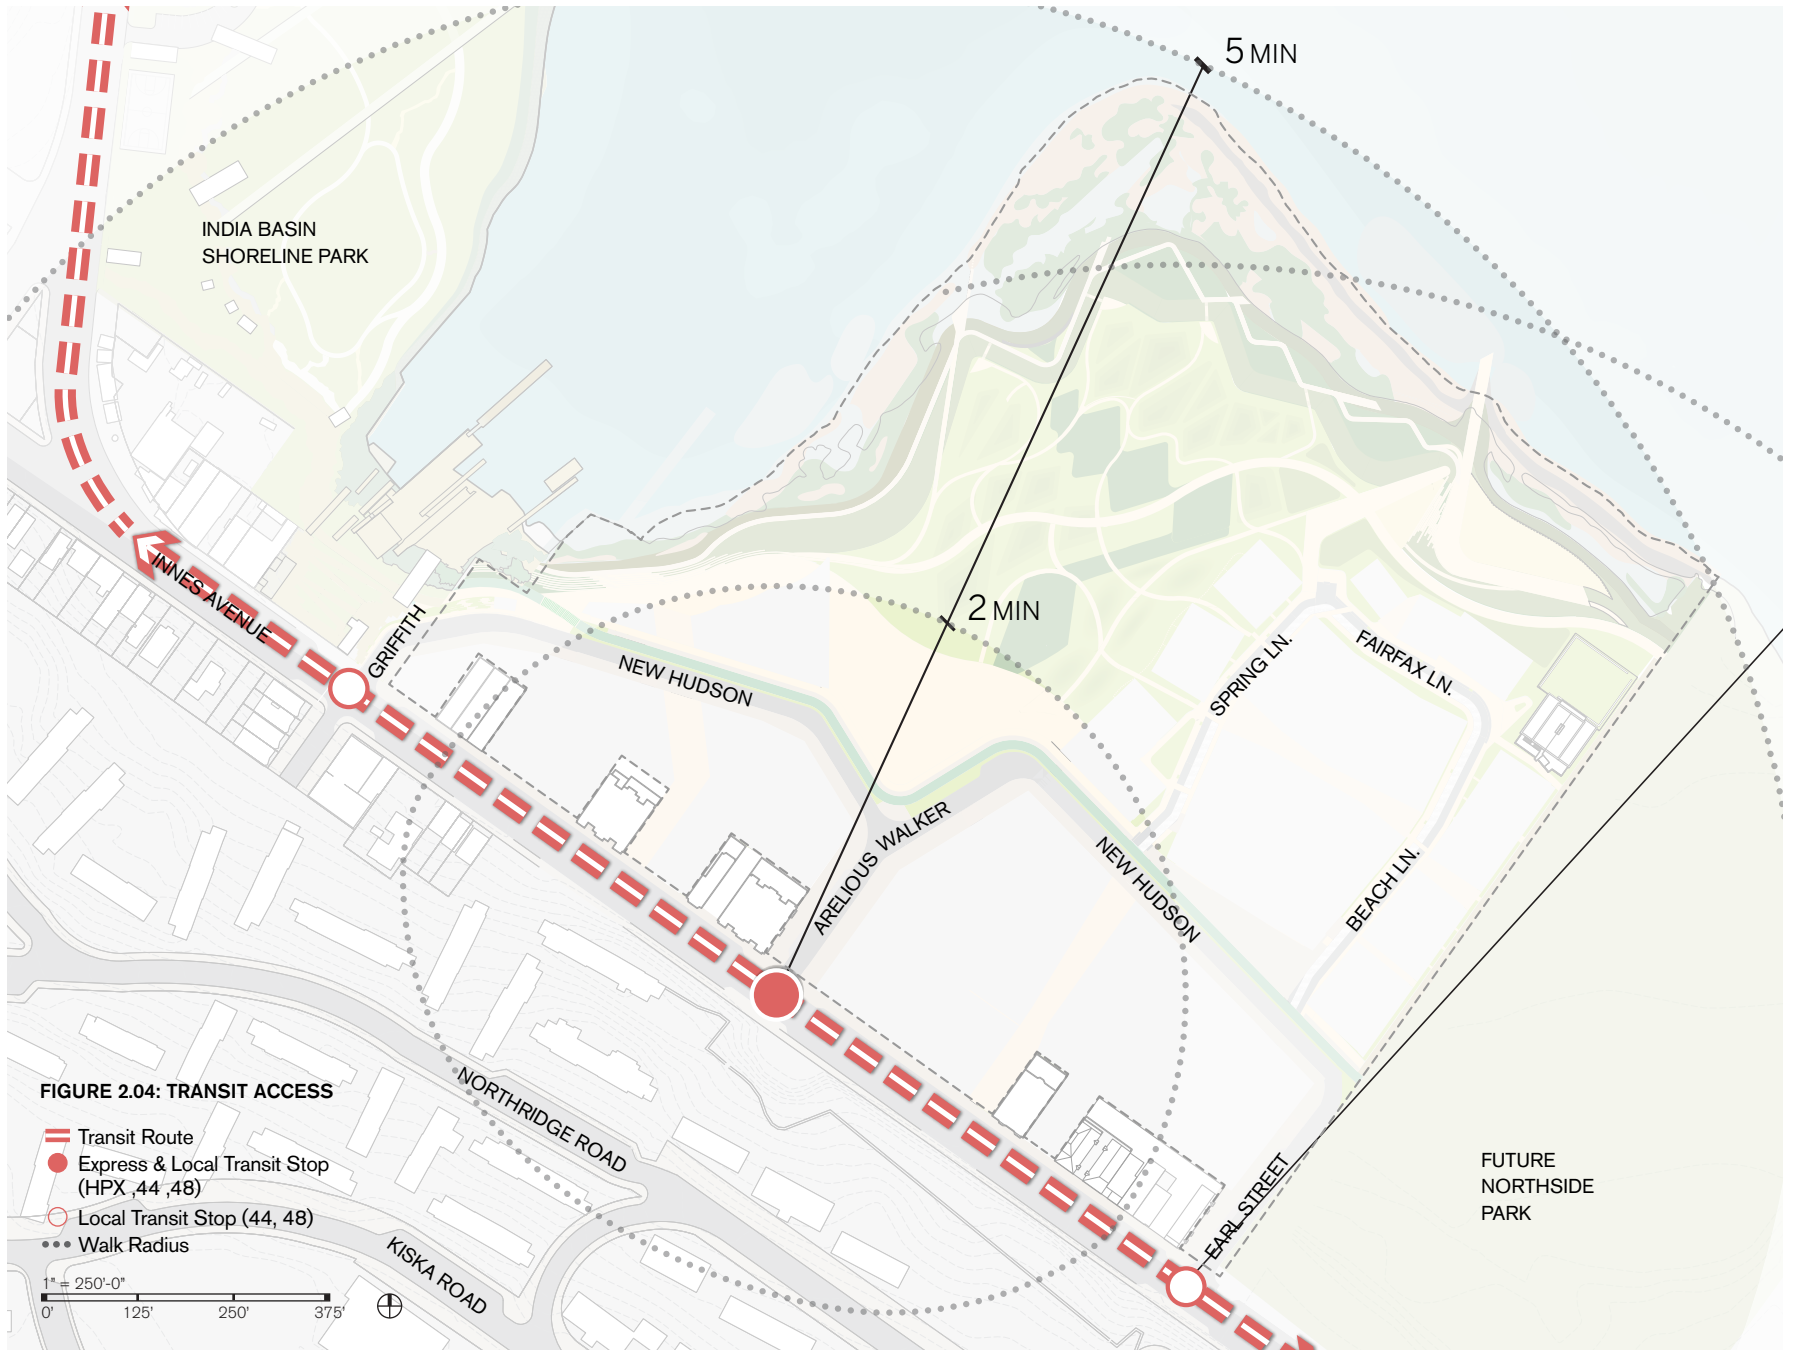 5 MIN
INDIA BASIN
SHORELINE PARK
INNES AVENUE
GRIFFITH
2 MIN
NEW HUDSON
SPRING LN.
FAIRFAX LN.
ARELIOUS WALKER
NEW HUDSON
BEACH LN.
NORTHRIDGE ROAD
KISKA ROAD
EARL STREET
FUTURE
NORTHSIDE
PARK
FIGURE 2.04: TRANSIT ACCESS
Transit Route
Express & Local Transit Stop
(HPX ,44 ,48)
Local Transit Stop (44, 48)
Walk Radius
1" = 250'-0"
0' 125' 250' 375'